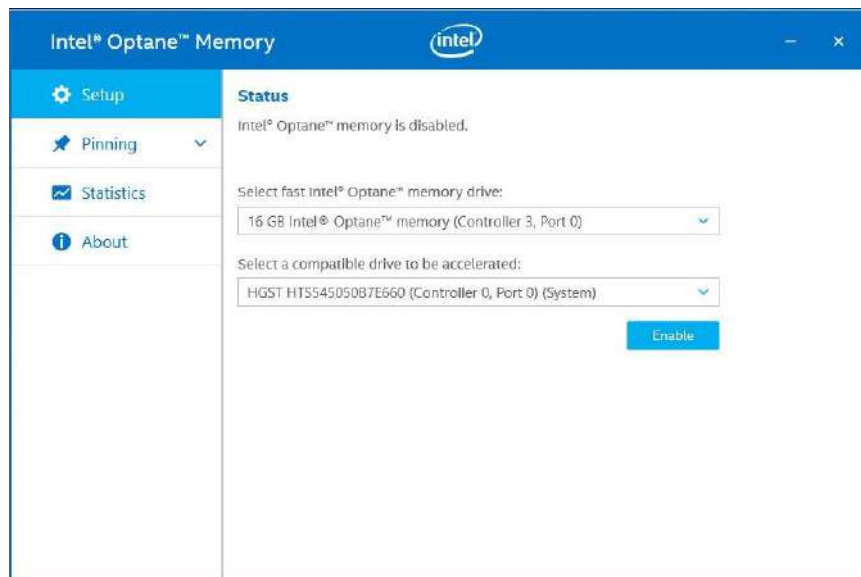 Intel® Optane™ Memory
intel
Setup
Pinning
Statistics
About
Status
Intel® Optane™ memory is disabled.
Select fast Intel® Optane™ memory drive:
16 GB Intel® Optane™ memory (Controller 3, Port 0)
Select a compatible drive to be accelerated:
HGST HTS545050B7E660 (Controller 0, Port 0) (System)
Enable